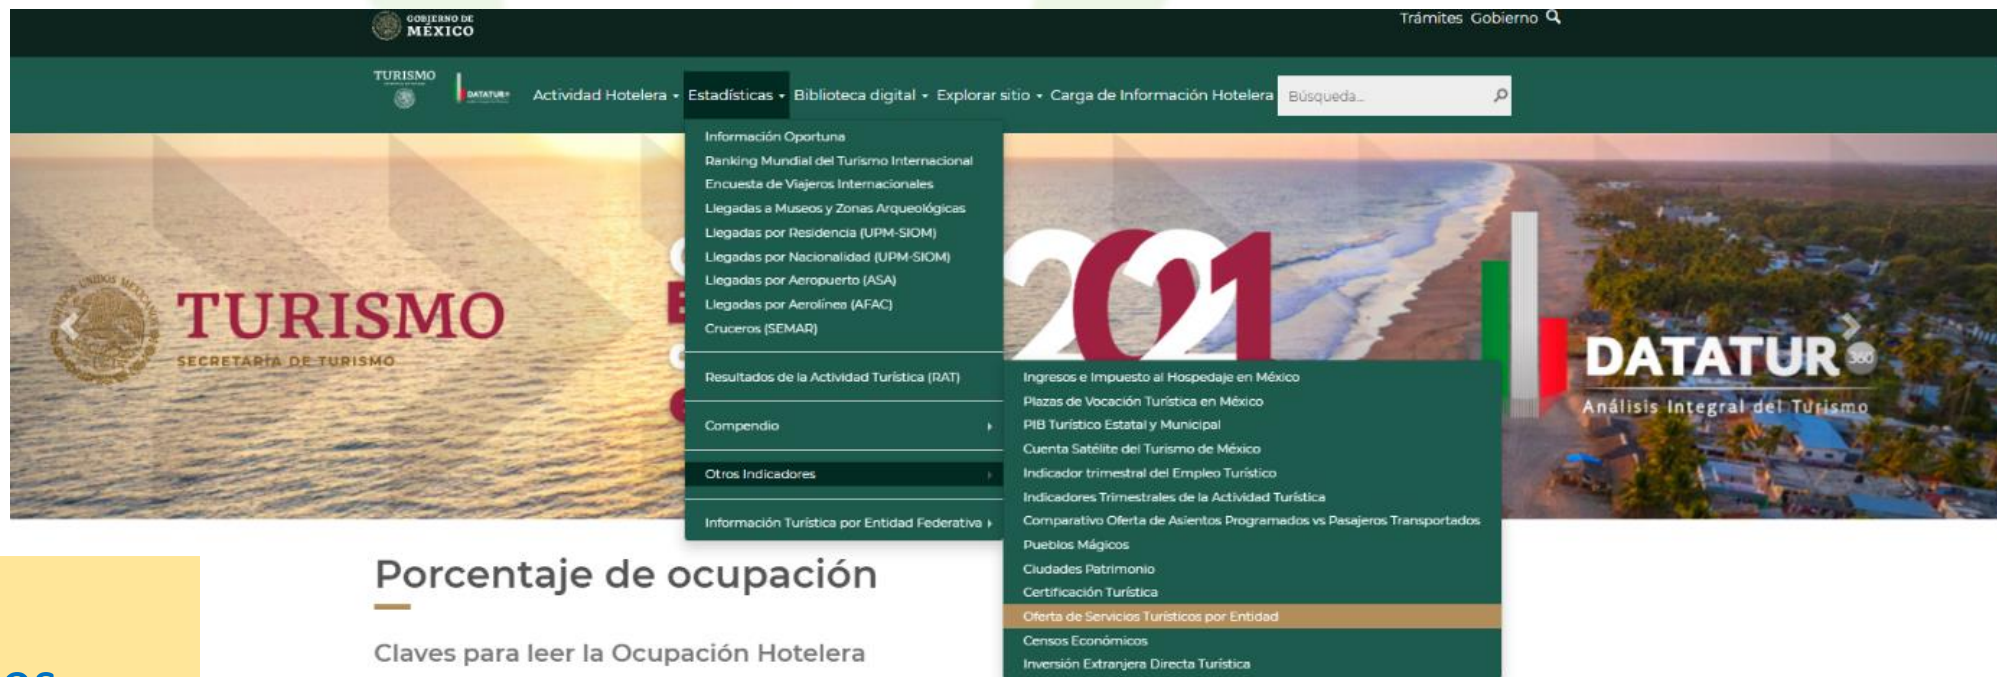 GOBIERNO DE
MÉXICO
Trámites Gobierno
TURISMO
DATATUR
Actividad Hotelera Estadísticas Biblioteca digital Explorar sitio Carga de Información Hotelera Búsqueda...
Información Oportuna
Ranking Mundial del Turismo Internacional
Encuesta de Viajeros Internacionales
Llegadas a Museos y Zonas Arqueológicas
Llegadas por Residencia (UPM-SIOM)
Llegadas por Nacionalidad (UPM-SIOM)
Llegadas por Aeropuerto (ASA)
Llegadas por Aerolínea (AFAC)
Cruceros (SEMAR)
Resultados de la Actividad Turística (RAT)
Compendio
Otros Indicadores
Información Turística por Entidad Federativa
Ingresos e Impuesto al Hospedaje en México
Plazas de Vocación Turística en México
PIB Turístico Estatal y Municipal
Cuenta Satélite del Turismo de México
Indicador trimestral del Empleo Turístico
Indicadores Trimestrales de la Actividad Turística
Comparativo Oferta de Asientos Programados vs Pasajeros Transportados
Pueblos Mágicos
Ciudades Patrimonio
Certificación Turística
Oferta de Servicios Turísticos por Entidad
Censos Económicos
Inversión Extranjera Directa Turística
TURISMO
SECRETARÍA DE TURISMO
2021
DATATUR 360
Análisis Integral del Turismo
Porcentaje de ocupación
Claves para leer la Ocupación Hotelera